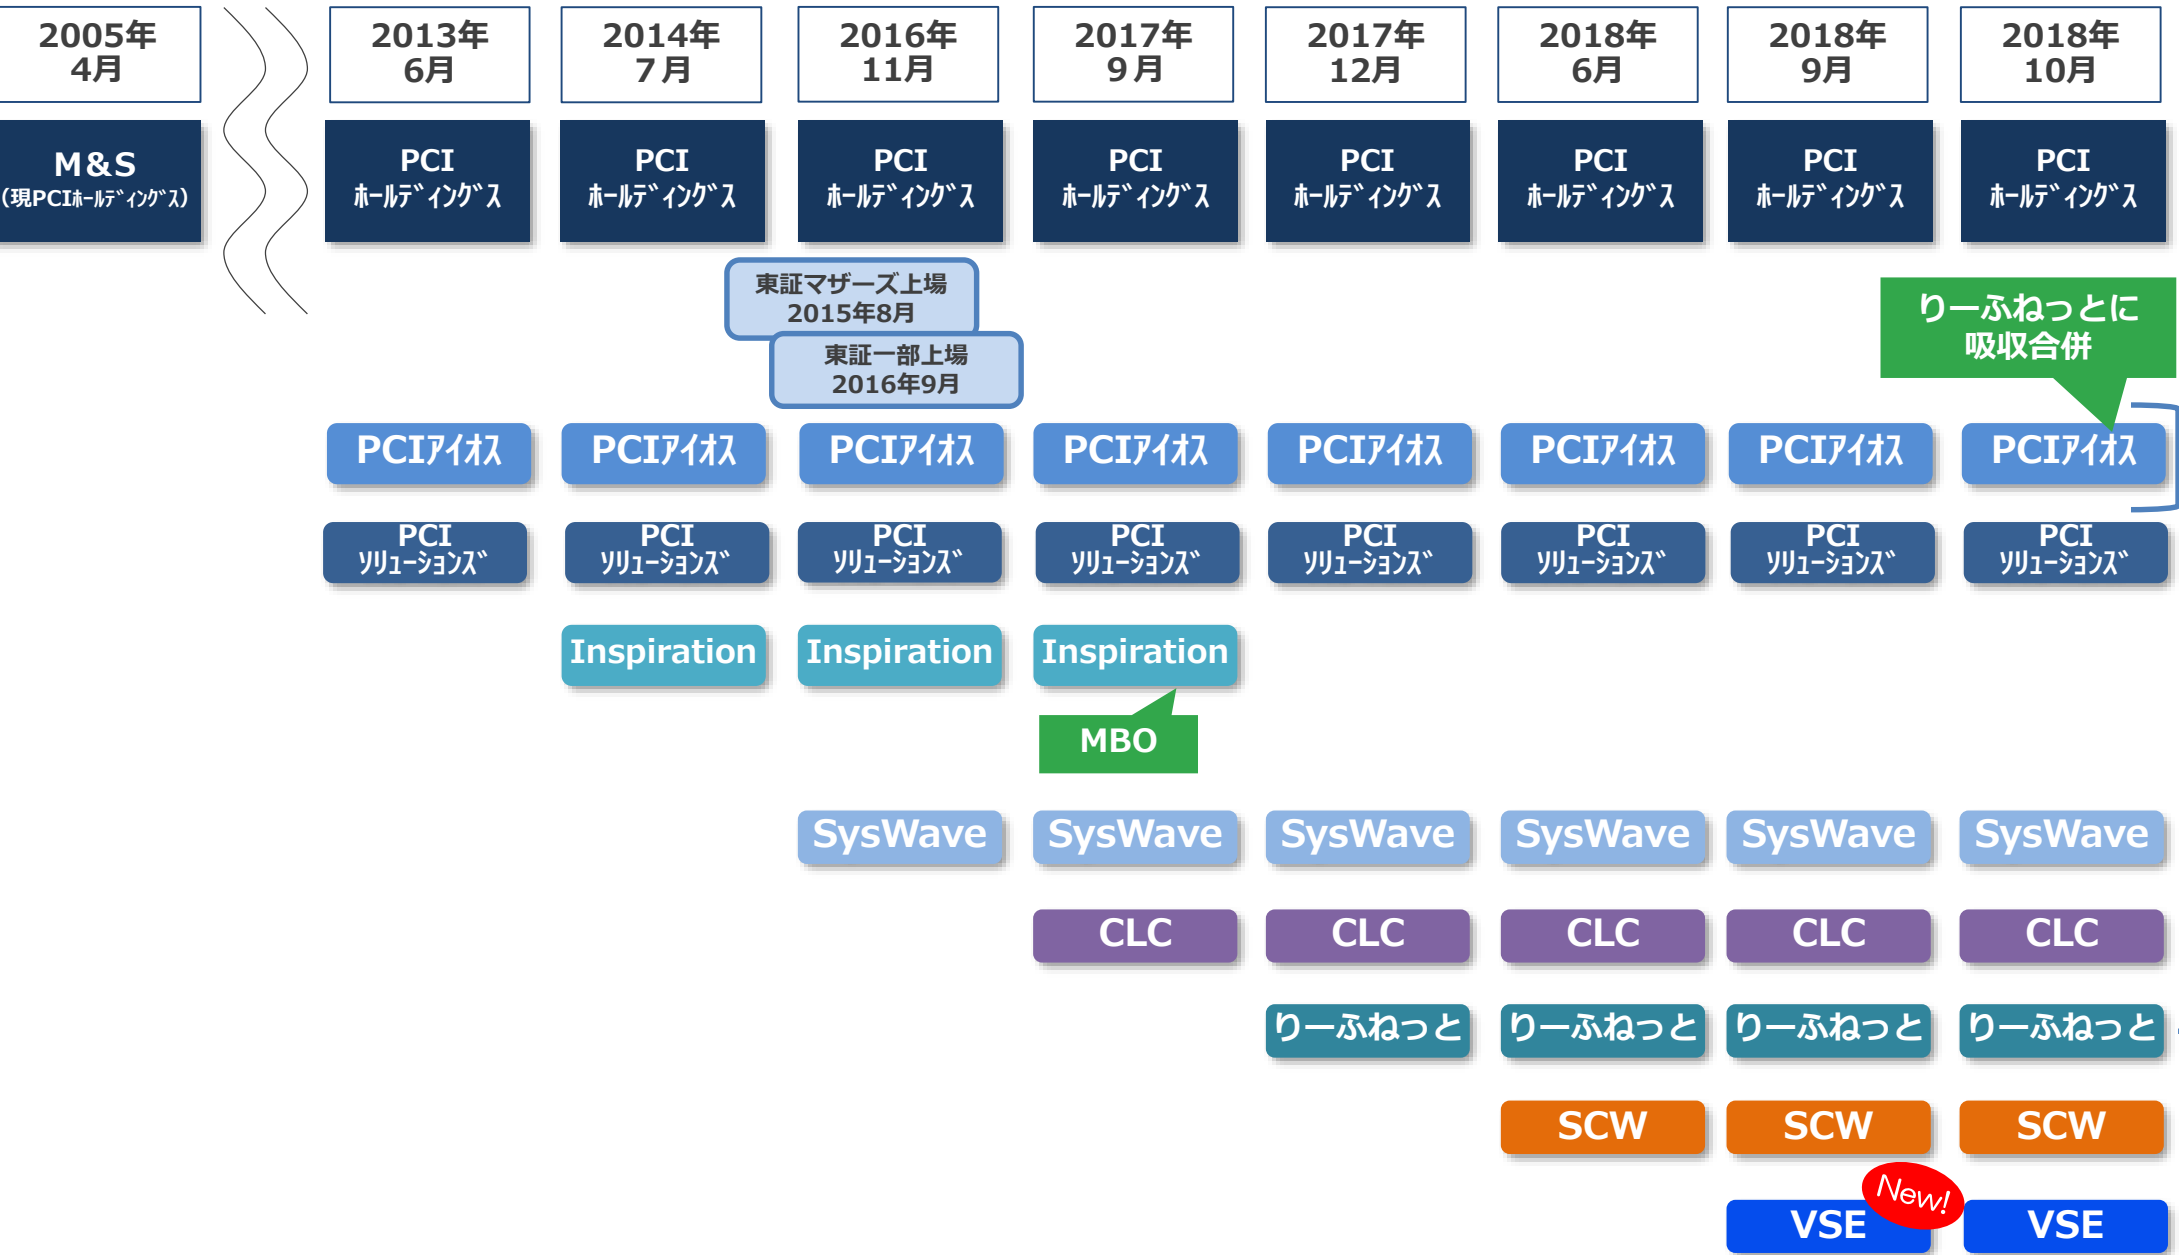 2005年
4月
2013年
6月
2014年
７月
2016年
11月
2017年
９月
2017年
12月
2018年
6月
2018年
9月
2018年
10月
M&S
（現PCIﾎｰﾙﾃﾞｨﾝｸﾞｽ）
PCI
ﾎｰﾙﾃﾞｨﾝｸﾞｽ
PCI
ﾎｰﾙﾃﾞｨﾝｸﾞｽ
PCI
ﾎｰﾙﾃﾞｨﾝｸﾞｽ
PCI
ﾎｰﾙﾃﾞｨﾝｸﾞｽ
PCI
ﾎｰﾙﾃﾞｨﾝｸﾞｽ
PCI
ﾎｰﾙﾃﾞｨﾝｸﾞｽ
PCI
ﾎｰﾙﾃﾞｨﾝｸﾞｽ
PCI
ﾎｰﾙﾃﾞｨﾝｸﾞｽ
東証マザーズ上場
2015年8月
東証一部上場
2016年9月
りーふねっとに
吸収合併
PCIｱｲｵｽ
PCIｱｲｵｽ
PCIｱｲｵｽ
PCIｱｲｵｽ
PCIｱｲｵｽ
PCIｱｲｵｽ
PCIｱｲｵｽ
PCIｱｲｵｽ
PCI
ｿﾘｭｰｼｮﾝｽﾞ
PCI
ｿﾘｭｰｼｮﾝｽﾞ
PCI
ｿﾘｭｰｼｮﾝｽﾞ
PCI
ｿﾘｭｰｼｮﾝｽﾞ
PCI
ｿﾘｭｰｼｮﾝｽﾞ
PCI
ｿﾘｭｰｼｮﾝｽﾞ
PCI
ｿﾘｭｰｼｮﾝｽﾞ
PCI
ｿﾘｭｰｼｮﾝｽﾞ
Inspiration
Inspiration
Inspiration
MBO
SysWave
SysWave
SysWave
SysWave
SysWave
SysWave
CLC
CLC
CLC
CLC
CLC
りーふねっと
りーふねっと
りーふねっと
りーふねっと
SCW
SCW
SCW
New!
VSE
VSE